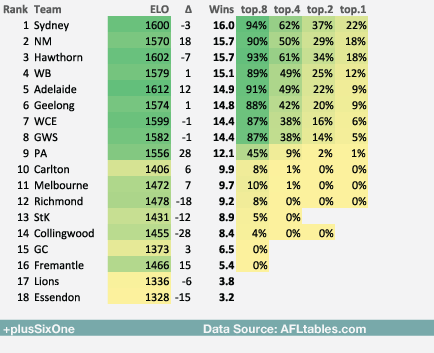 Rank Team ELO Δ Wins top.8 top.4 top.2 top.1
1 Sydney 1600 -3 16.0 94% 62% 37% 22%
2 NM 1570 18 15.7 90% 50% 29% 18%
3 Hawthorn 1602 -7 15.7 93% 61% 34% 18%
4 WB 1579 1 15.1 89% 49% 25% 12%
5 Adelaide 1612 12 14.9 91% 49% 22% 9%
6 Geelong 1574 1 14.8 88% 42% 20% 9%
7 WCE 1599 -1 14.4 87% 38% 16% 6%
8 GWS 1582 -1 14.4 87% 38% 14% 5%
9 PA 1556 28 12.1 45% 9% 2% 1%
10 Carlton 1406 6 9.9 8% 1% 0% 0%
11 Melbourne 1472 7 9.7 10% 1% 0% 0%
12 Richmond 1478 -18 9.2 8% 0% 0% 0%
13 StK 1431 -12 8.9 5% 0%
14 Collingwood 1455 -28 8.4 4% 0% 0%
15 GC 1373 3 6.5 0%
16 Fremantle 1466 15 5.4 0%
17 Lions 1336 -6 3.8
18 Essendon 1328 -15 3.2
+plusSixOne Data Source: AFLtables.com